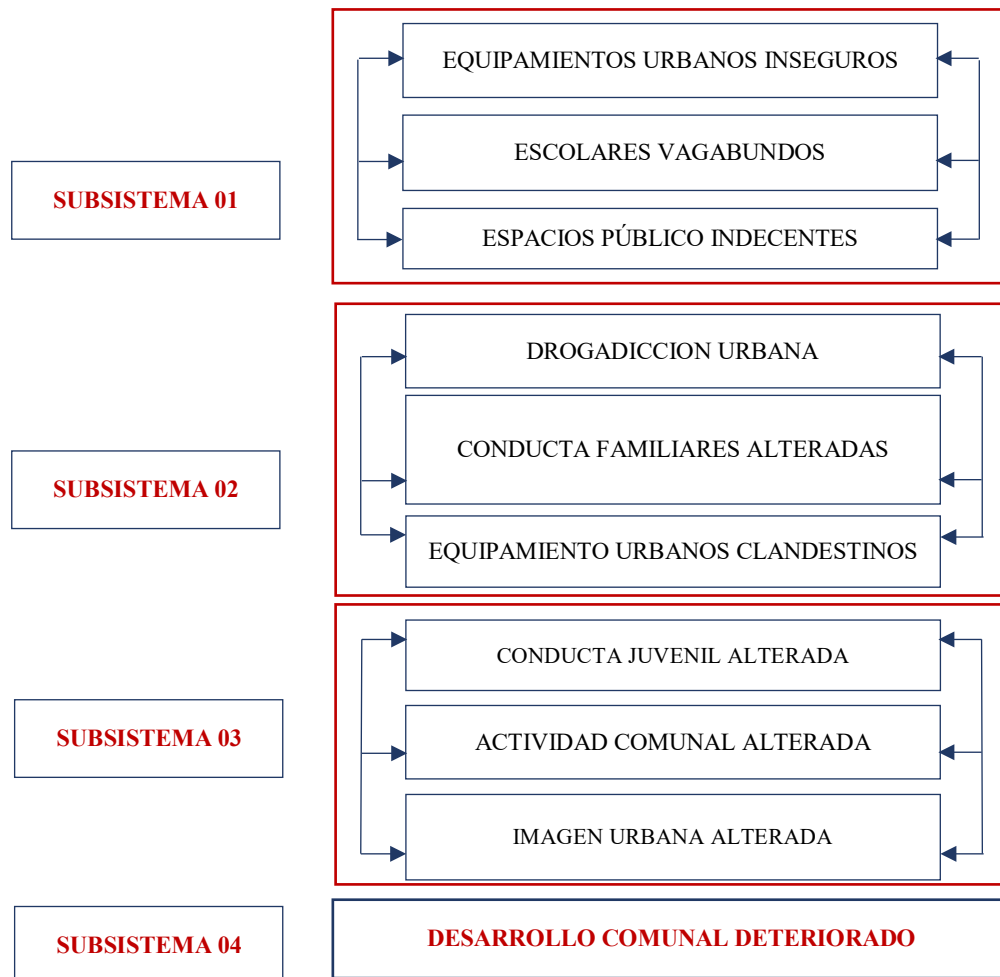 EQUIPAMIENTOS URBANOS INSEGUROS
ESCOLARES VAGABUNDOS
SUBSISTEMA 01
ESPACIOS PÚBLICO INDECENTES
DROGADICCION URBANA
CONDUCTA FAMILIARES ALTERADAS
SUBSISTEMA 02
EQUIPAMIENTO URBANOS CLANDESTINOS
CONDUCTA JUVENIL ALTERADA
SUBSISTEMA 03
ACTIVIDAD COMUNAL ALTERADA
IMAGEN URBANA ALTERADA
SUBSISTEMA 04
DESARROLLO COMUNAL DETERIORADO